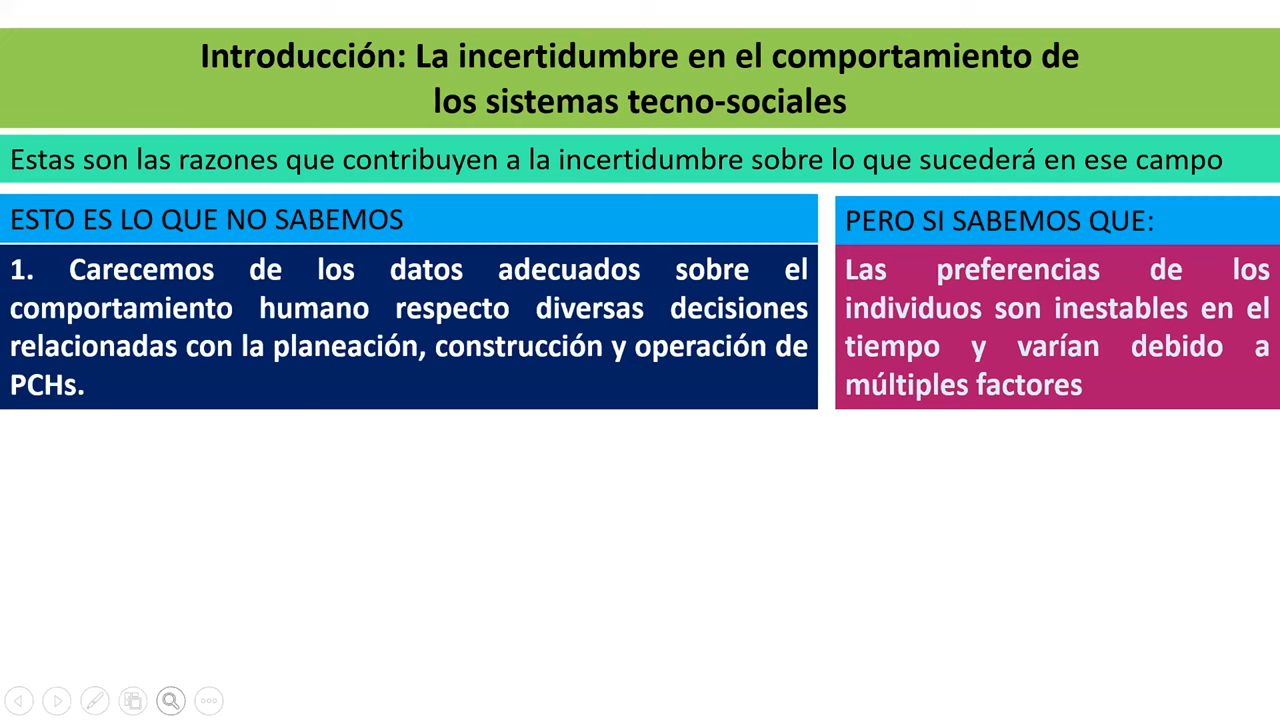 Introducción: La incertidumbre en el comportamiento de
los sistemas tecno-sociales
Estas son las razones que contribuyen a la incertidumbre sobre lo que sucederá en ese campo
ESTO ES LO QUE NO SABEMOS
1. Carecemos de los datos adecuados sobre el
comportamiento humano respecto diversas decisiones
relacionadas con la planeación, construcción y operación de
PCHs.
PERO SI SABEMOS QUE:
Las preferencias de los
individuos son inestables en el
tiempo y varían debido a
múltiples factores